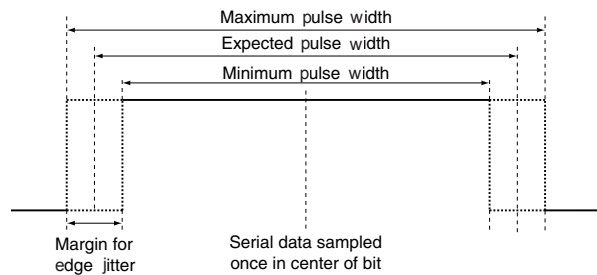 Maximum pulse width
Expected pulse width
Minimum pulse width
Margin for
edge jitter
Serial data sampled
once in center of bit